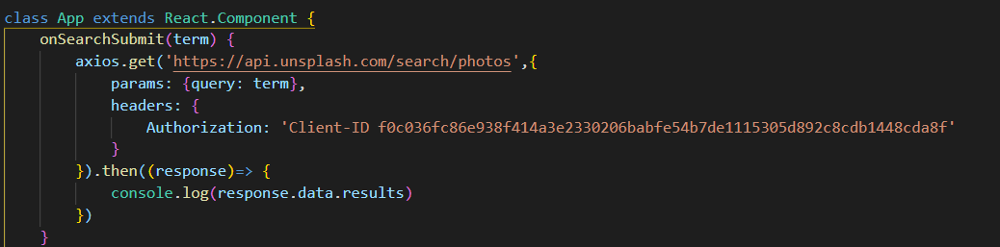 class App extends React.Component {
onSearchSubmit(term) {
axios.get('https://api.unsplash.com/search/photos',{
params: {query: term},
headers: {
Authorization: 'Client-ID f0c036fc86e938f414a3e2330206babfe54b7de1115305d892c8cdb1448cda8f'
}
}).then((response)=> {
console.log(response.data.results)
})
}